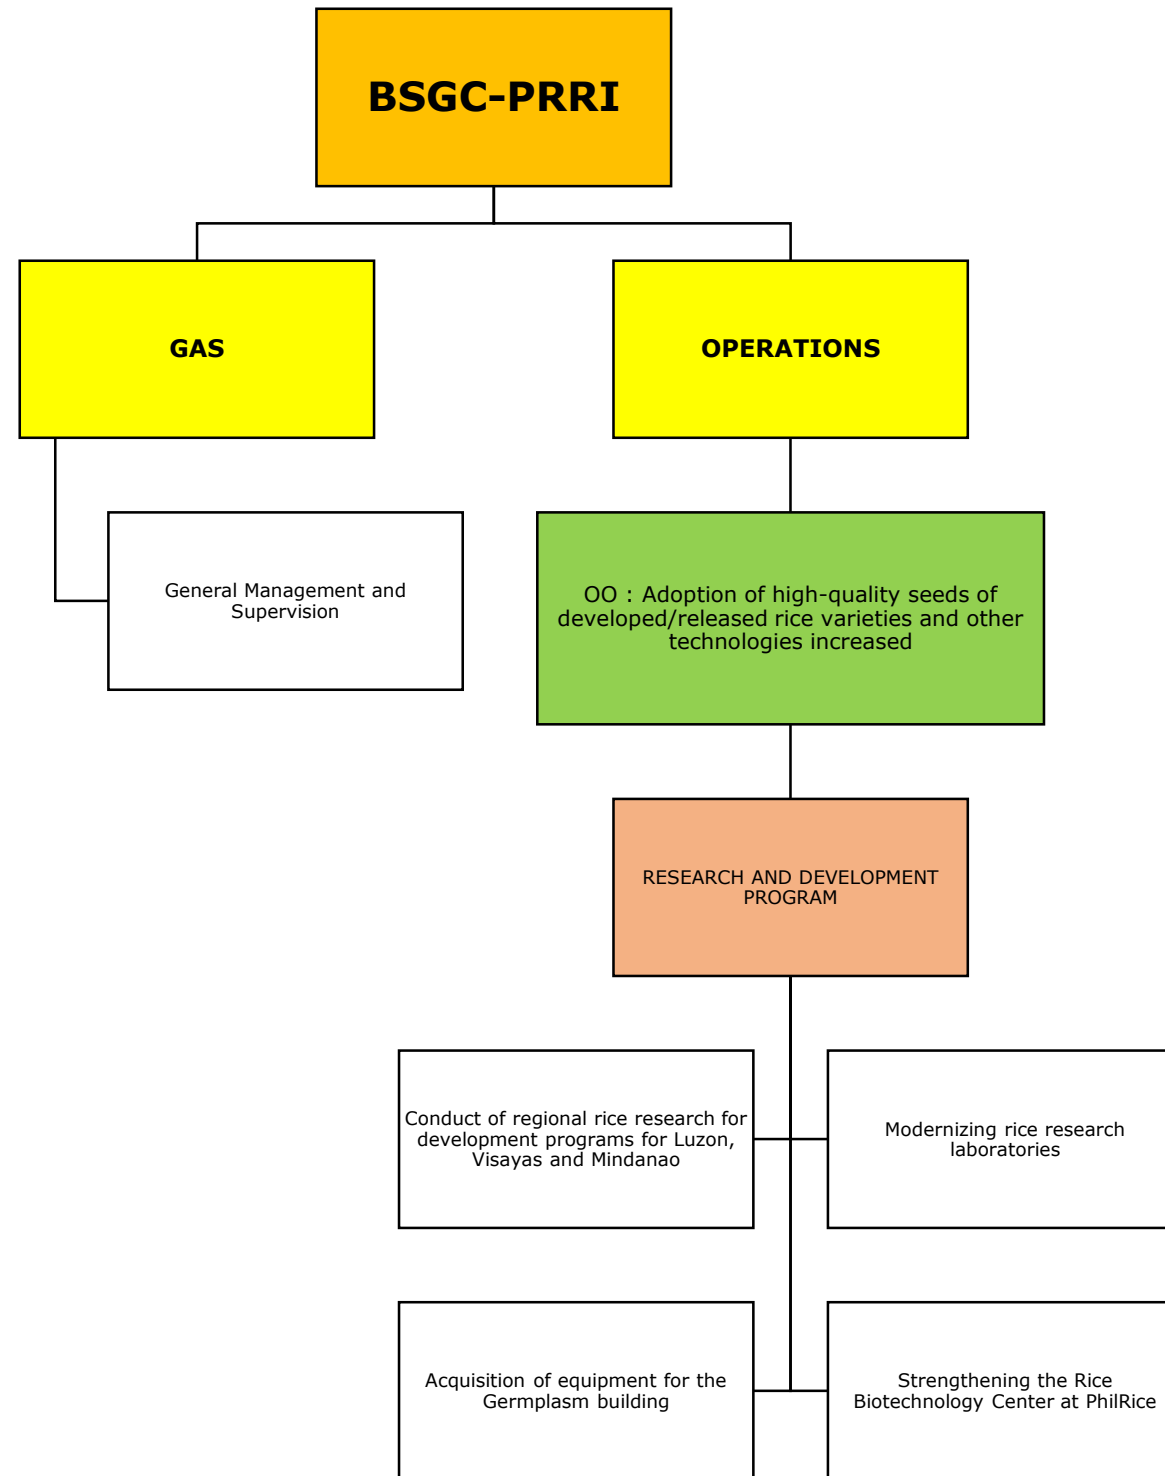 BSGC-PRRI
GAS
OPERATIONS
General Management and
Supervision
OO : Adoption of high-quality seeds of
developed/released rice varieties and other
technologies increased
RESEARCH AND DEVELOPMENT
PROGRAM
Conduct of regional rice research for
development programs for Luzon,
Visayas and Mindanao
Modernizing rice research
laboratories
Acquisition of equipment for the
Germplasm building
Strengthening the Rice
Biotechnology Center at PhilRice